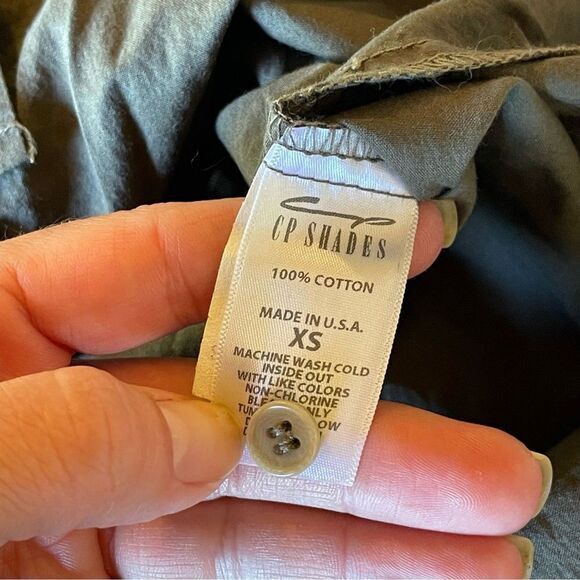 CP SHADES
100% COTTON
MADE IN U.S.A.
XS
MACHINE WASH COLD
INSIDE OUT
WITH LIKE COLORS
NON-CHLORINE